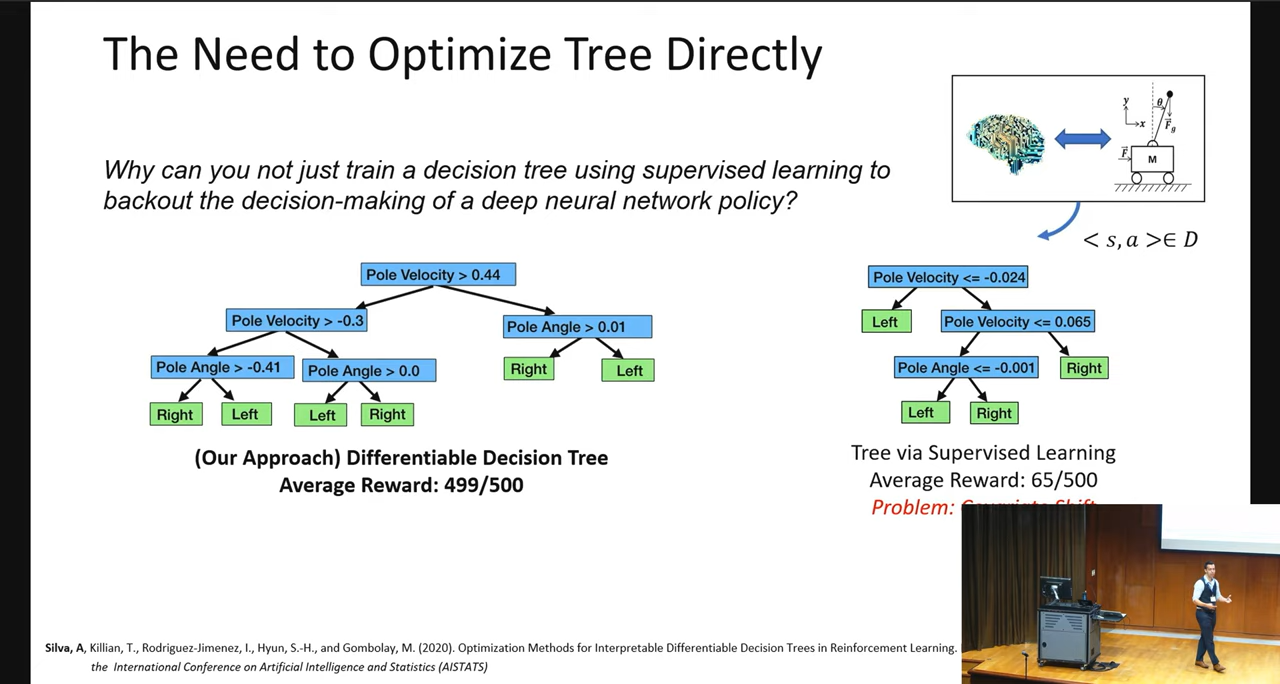 The Need to Optimize Tree Directly
Why can you not just train a decision tree using supervised learning to
backout the decision-making of a deep neural network policy?
y
x
θ
F_g
F
M
< s, a >∈ D
Pole Velocity > 0.44
Pole Velocity > -0.3
Pole Angle > 0.01
Pole Angle > -0.41
Pole Angle > 0.0
Right
Left
Right
Left
Left
Right
(Our Approach) Differentiable Decision Tree
Average Reward: 499/500
Pole Velocity <= -0.024
Left
Pole Velocity <= 0.065
Pole Angle <= -0.001
Right
Left
Right
Tree via Supervised Learning
Average Reward: 65/500
Problem: Covariate Shift
Silva, A, Killian, T., Rodriguez-Jimenez, I., Hyun, S.-H., and Gombolay, M. (2020). Optimization Methods for Interpretable Differentiable Decision Trees in Reinforcement Learning.
the International Conference on Artificial Intelligence and Statistics (AISTATS)